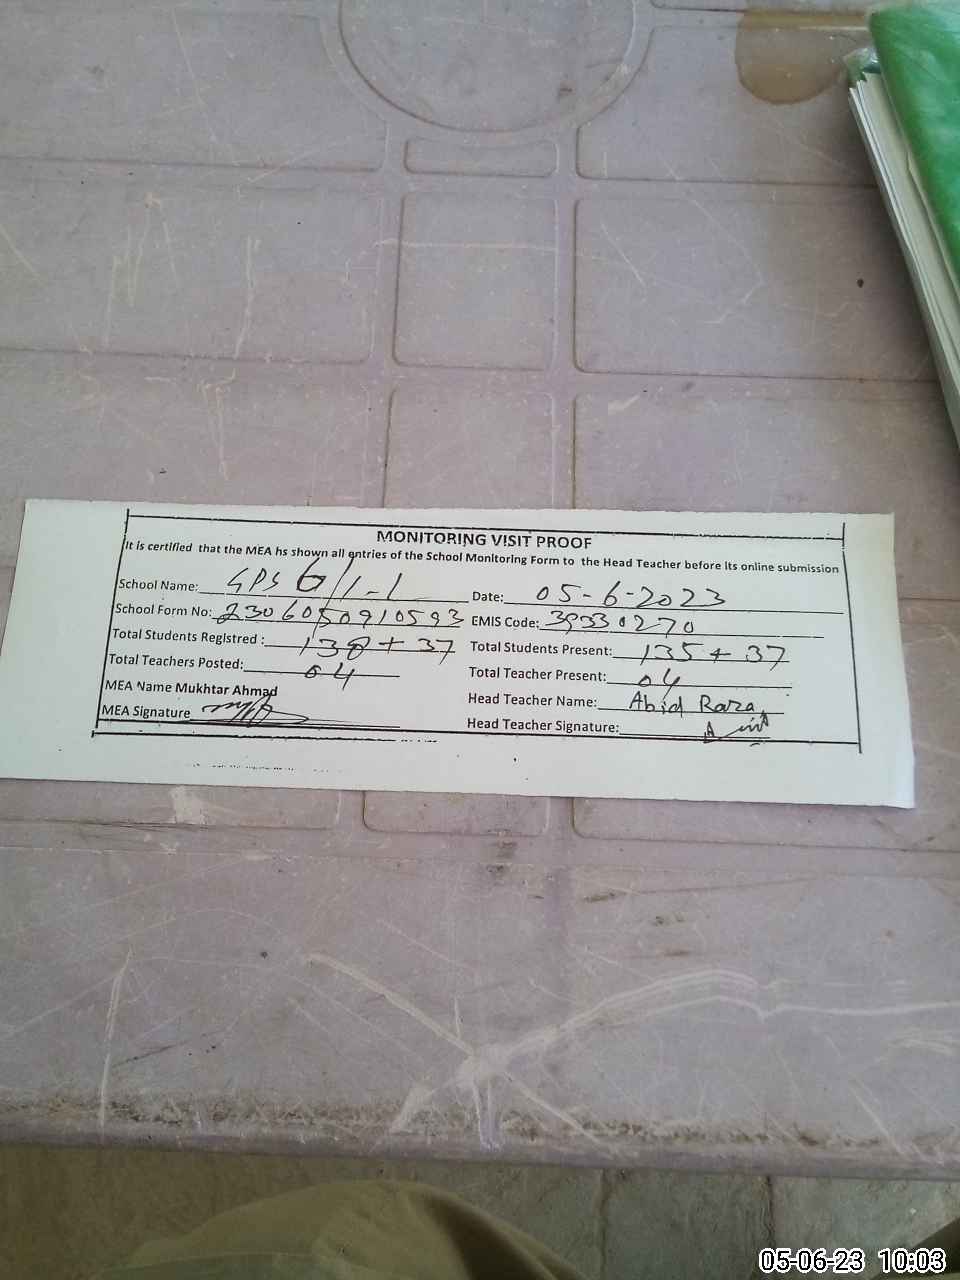 MONITORING VISIT PROOF
It is certified that the MEA hs shown all entries of the School Monitoring Form to the Head Teacher before its online submission
School Name: GPS 6/1-L Date: 05-6-2023
School Form No: 2306050910593 EMIS Code: 39330270
Total Students Registred : 138 + 37 Total Students Present: 135 + 37
Total Teachers Posted: 04 Total Teacher Present: 04
MEA Name Mukhtar Ahmad Head Teacher Name: Abid Raza
MEA Signature Head Teacher Signature:
05-06-23 10:03